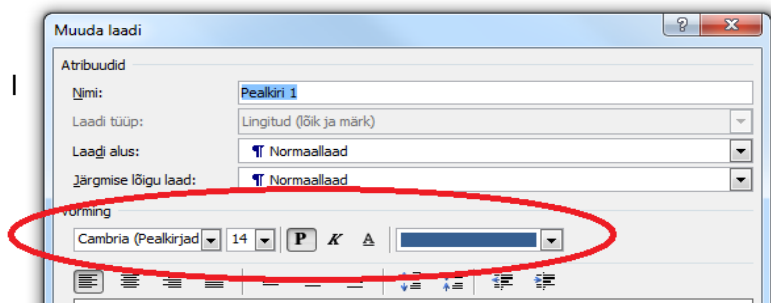 Muuda laadi
Atribuudid
Nimi: Pealkiri 1
Laadi tüüp: Lingitud (lõik ja märk)
Laadi alus: ¶ Normaallaad
Järgmise lõigu laad: ¶ Normaallaad
Vorming
Cambria (Pealkirjad 14 P K A